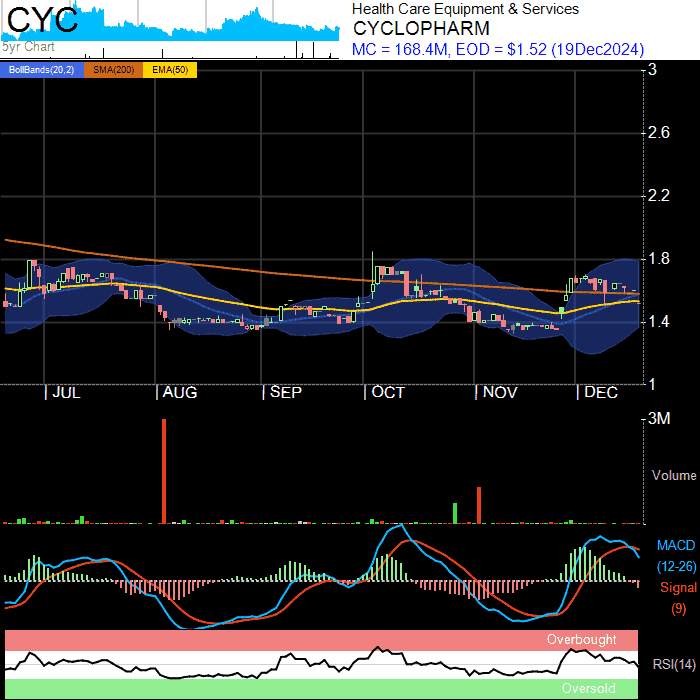 CYC
5yr Chart
Health Care Equipment & Services
CYCLOPHARM
MC = 168.4M, EOD = $1.52 (19Dec2024)
BollBands(20,2) SMA(200) EMA(50)
3
2.6
2.2
1.8
1.4
1
JUL AUG SEP OCT NOV DEC
3M
Volume
MACD
(12-26)
Signal
(9)
Overbought
RSI(14)
Oversold